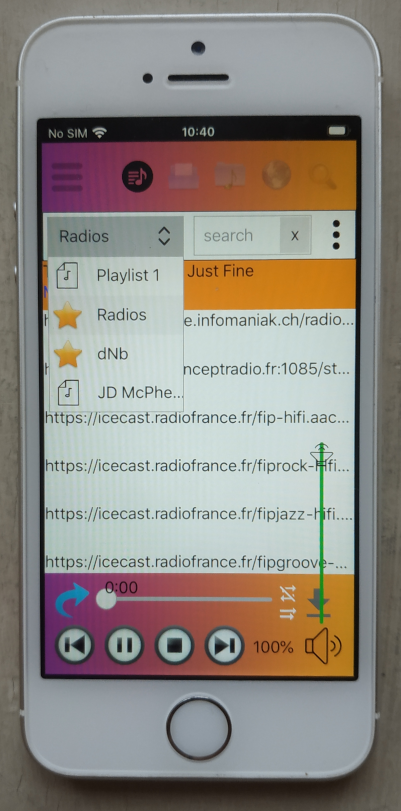 No SIM 10:40
Radios search x
Playlist 1 Just Fine
Radios e.infomaniak.ch/radio...
dNb nceptradio.fr:1085/st...
JD McPhe...
https://icecast.radiofrance.fr/fip-hifi.aac...
https://icecast.radiofrance.fr/fiprock-hifi...
https://icecast.radiofrance.fr/fipjazz-hifi....
https://icecast.radiofrance.fr/fipgroove-...
0:00
100%